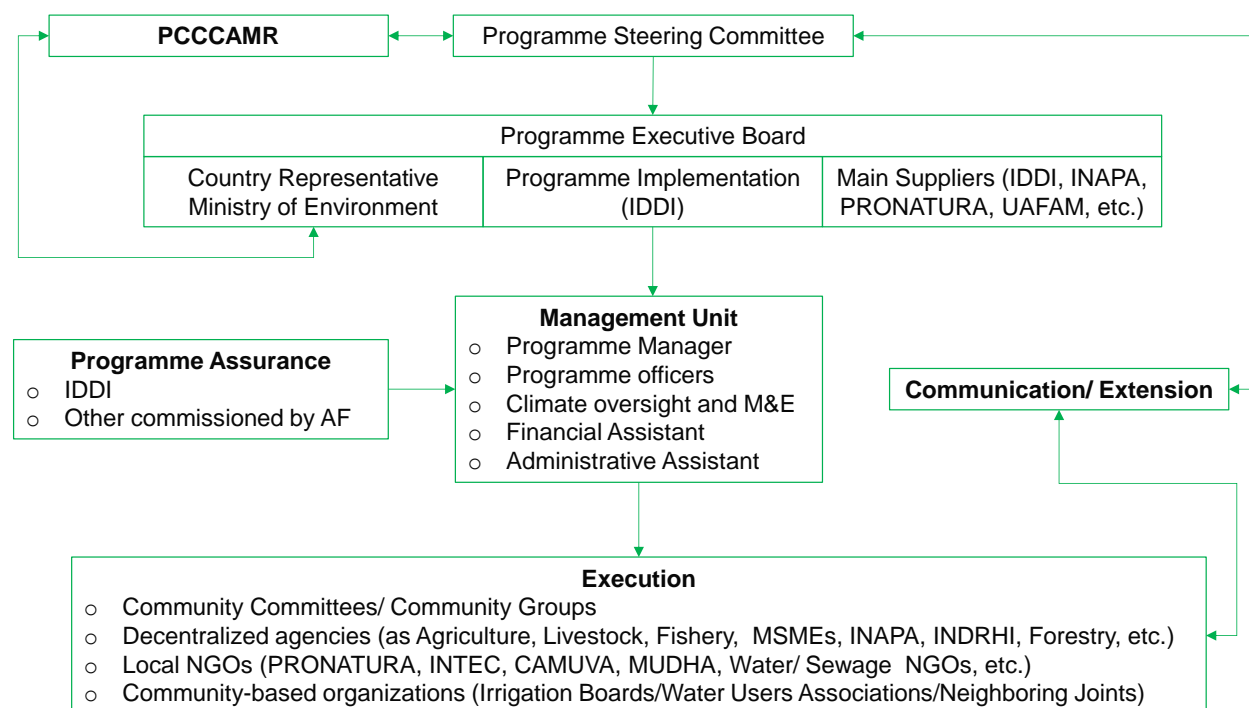 PCCCAMR
Programme Steering Committee
Programme Executive Board
Country Representative
Ministry of Environment
Programme Implementation
(IDDI)
Main Suppliers (IDDI, INAPA,
PRONATURA, UAFAM, etc.)
Management Unit
o Programme Manager
o Programme officers
o Climate oversight and M&E
o Financial Assistant
o Administrative Assistant
Programme Assurance
o IDDI
o Other commissioned by AF
Communication/ Extension
Execution
o Community Committees/ Community Groups
o Decentralized agencies (as Agriculture, Livestock, Fishery, MSMEs, INAPA, INDRHI, Forestry, etc.)
o Local NGOs (PRONATURA, INTEC, CAMUVA, MUDHA, Water/ Sewage NGOs, etc.)
o Community-based organizations (Irrigation Boards/Water Users Associations/Neighboring Joints)